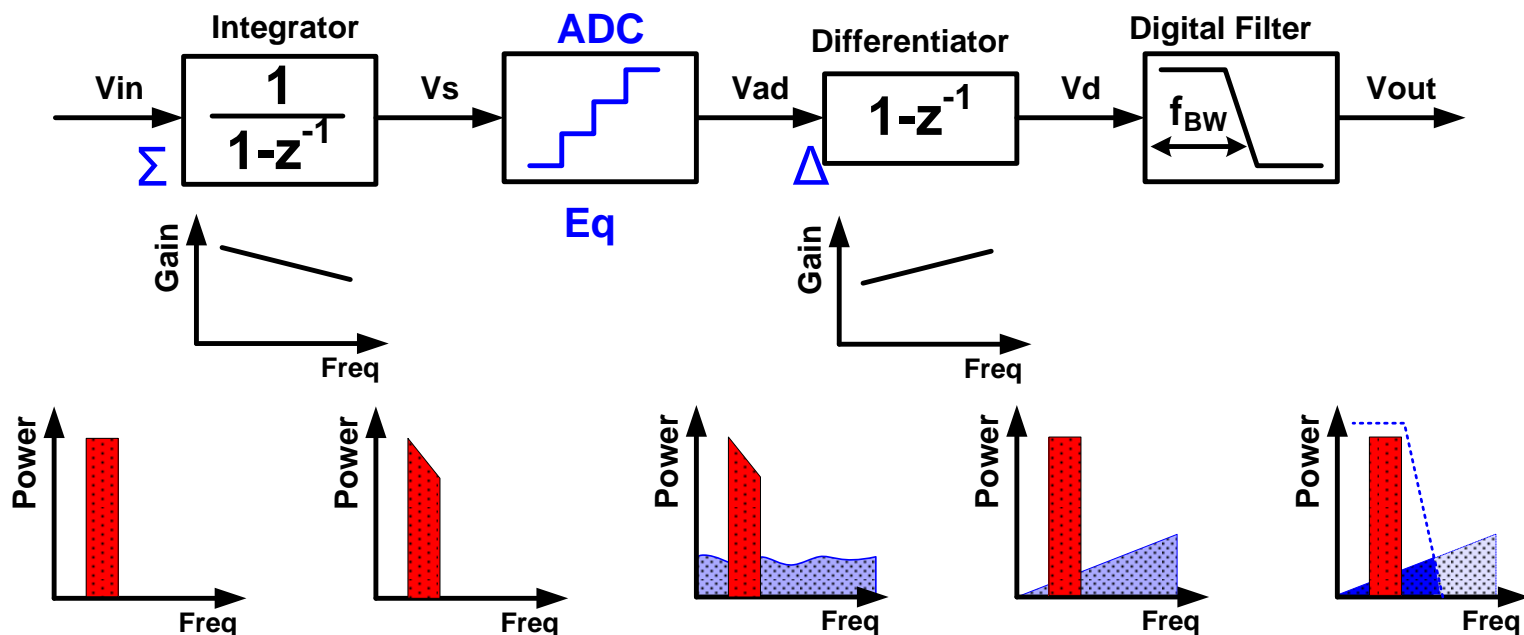 Integrator
ADC
Differentiator
Digital Filter
Vin
1
1-z⁻¹
Vs
Vad
1-z⁻¹
Vd
f_BW
Vout
Σ
Δ
Eq
Gain
Freq
Gain
Freq
Power
Freq
Power
Freq
Power
Freq
Power
Freq
Power
Freq